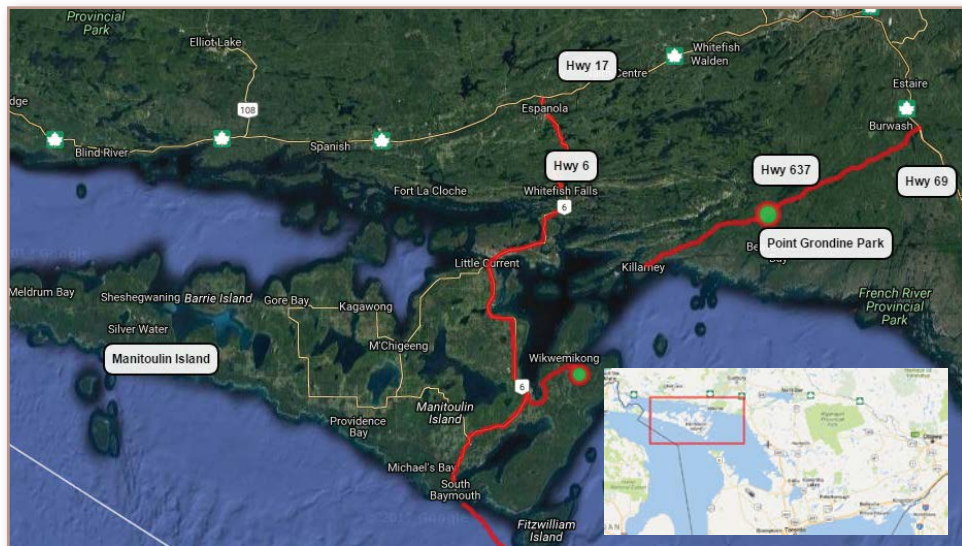 Provincial
Park
Elliot Lake
Hwy 17
Centre
Whitefish
Walden
Estaire
108
Espanola
Burwash
Blind River
Spanish
Hwy 6
Hwy 637
Hwy 69
Fort La Cloche
Whitefish Falls
6
Point Grondine Park
Little Current
Killarney
Meldrum Bay
Sheshegwaning
Barrie Island
Gore Bay
Kagawong
French River
Provincial
Park
Silver Water
M'Chigeeng
Manitoulin Island
Wikwemikong
6
Manitoulin
Island
Providence
Bay
Michael's Bay
South
Baymouth
Fitzwilliam
Island
Toronto